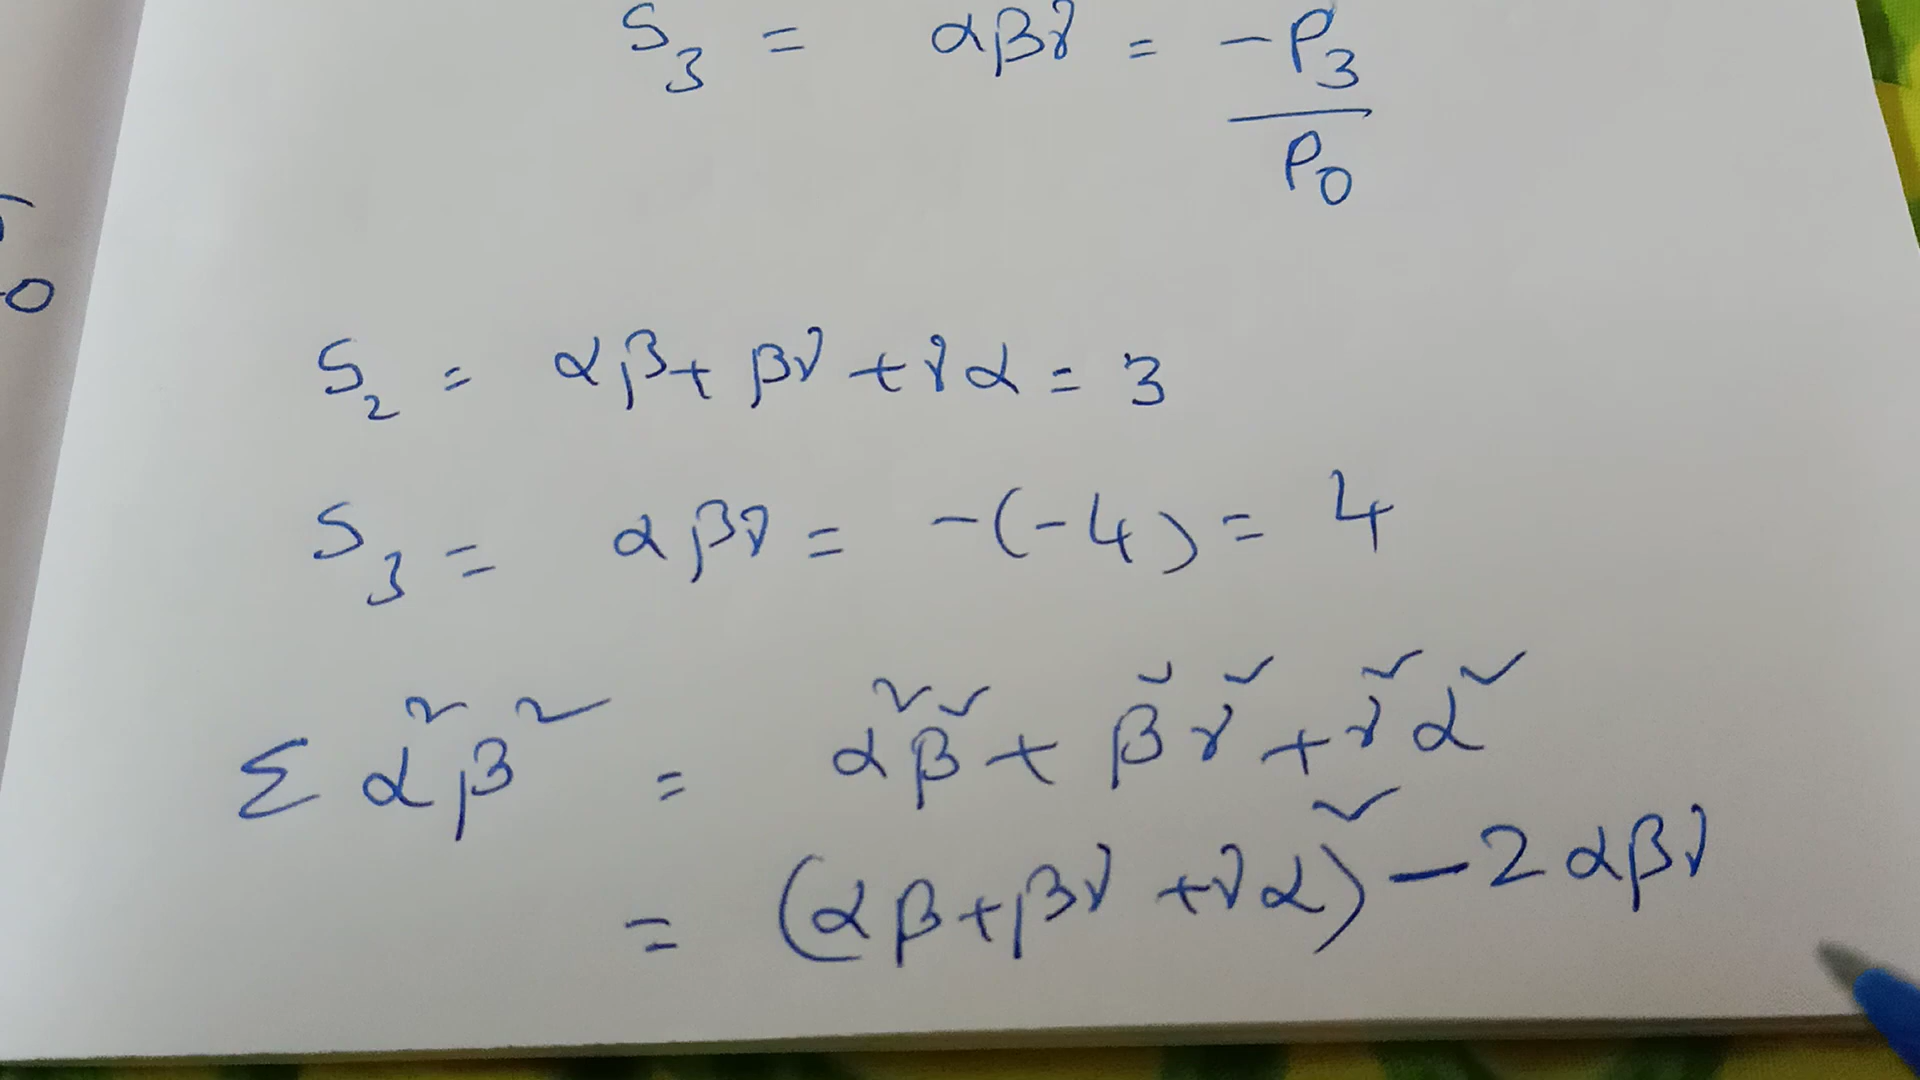 S₃ = αβγ = -P₃/P₀
0
S₂ = αβ + βγ + γα = 3
S₃ = αβγ = -(-4) = 4
Σα²β² = α²β² + β²γ² + γ²α²
= (αβ + βγ + γα)² - 2αβγ